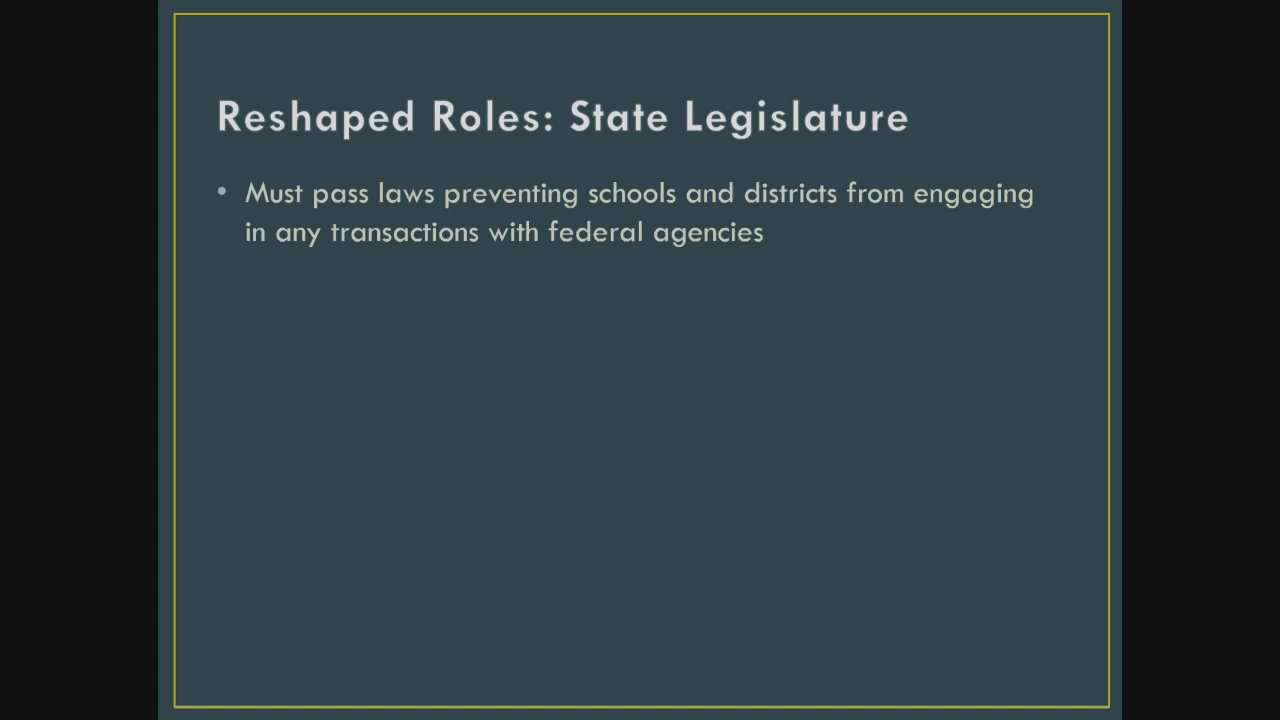 Reshaped Roles: State Legislature
• Must pass laws preventing schools and districts from engaging
in any transactions with federal agencies